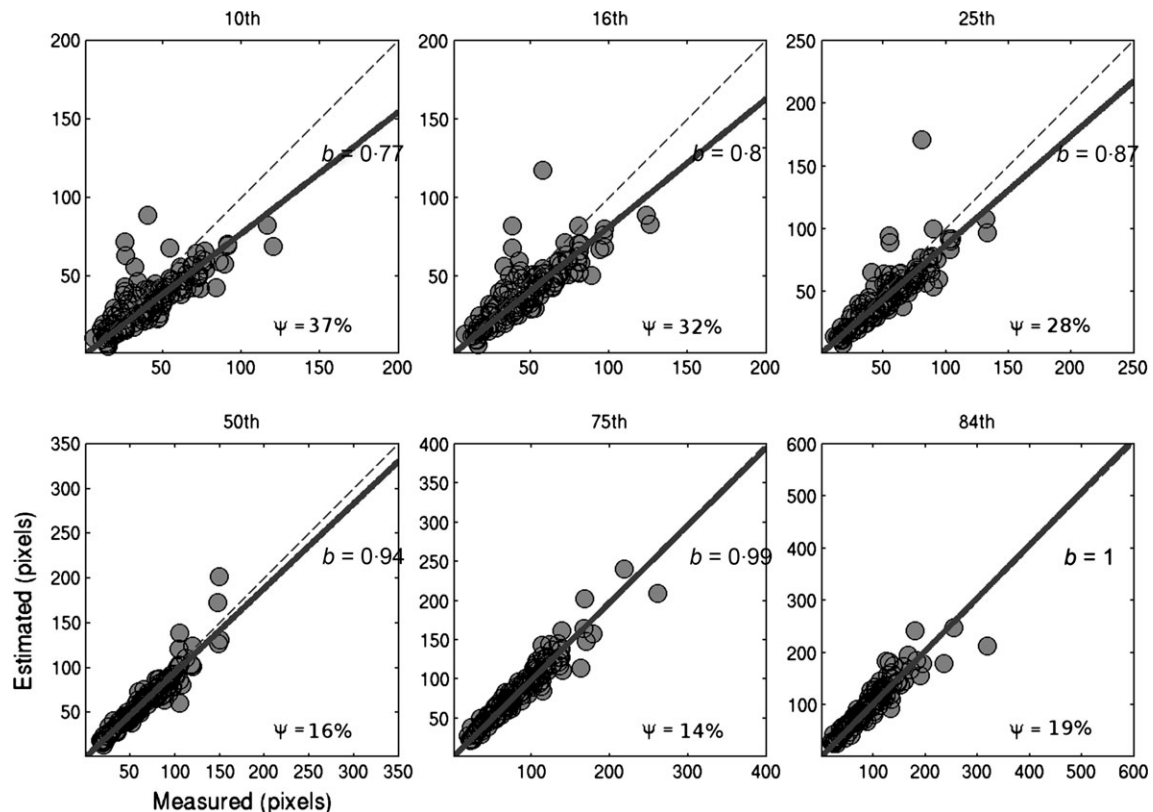 10th
16th
25th
200
150
100
50
50 100 150 200
b = 0·77
ψ = 37%
200
150
100
50
50 100 150 200
b = 0·8
ψ = 32%
250
200
150
100
50
50 100 150 200 250
b = 0·87
ψ = 28%
50th
75th
84th
350
300
250
200
150
100
50
50 100 150 200 250 300 350
b = 0·94
ψ = 16%
400
350
300
250
200
150
100
50
100 200 300 400
b = 0·99
ψ = 14%
600
500
400
300
200
100
100 200 300 400 500 600
b = 1
ψ = 19%
Estimated (pixels)
Measured (pixels)